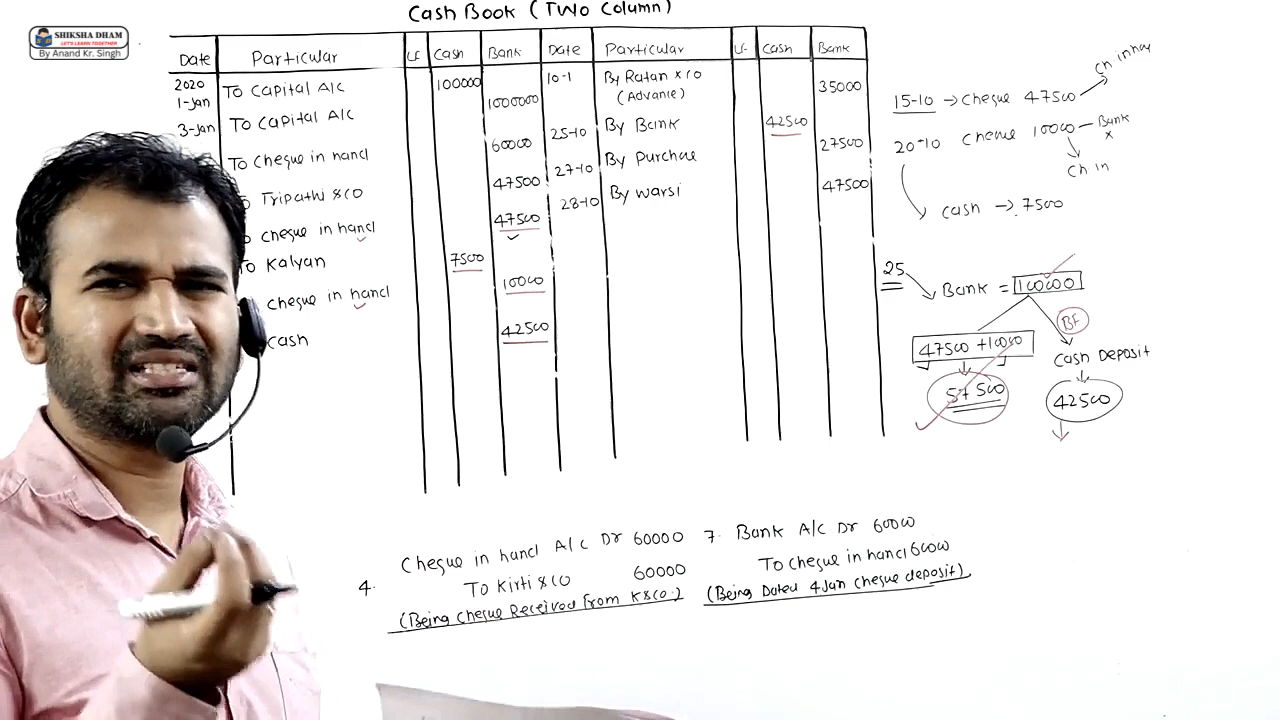 SHIKSHA DHAM
LET'S LEARN TOGETHER
By Anand Kr. Singh
Cash Book (Two Column)
Date Particular LF Cash Bank Date Particular LF Cash Bank
2020
1-Jan To Capital A/c 100000 10-1 By Ratan & co 35000
(Advance)
1000000
3-Jan To Capital A/c 25-10 By Bank 42500
60000 27500
To cheque in hand 27-10 By Purchae
47500 47500
To Tripathi & co 28-10 By Warsi
47500
To cheque in hand
To Kalyan 7500
10000
cheque in hand
42500
cash
15-10 → Cheque 47500
20-10 Cheque 10000 — Bank
x
Ch in
cash → 7500
25
Bank = 100000
BF
47500 + 10000
Cash Deposit
57500
42500
4. Cheque in hand A/c Dr 60000
To Kirti & co 60000
(Being cheque Received from K & co.)
7. Bank A/c Dr 60000
To cheque in hand 60000
(Being Dated 4 Jan cheque deposit)